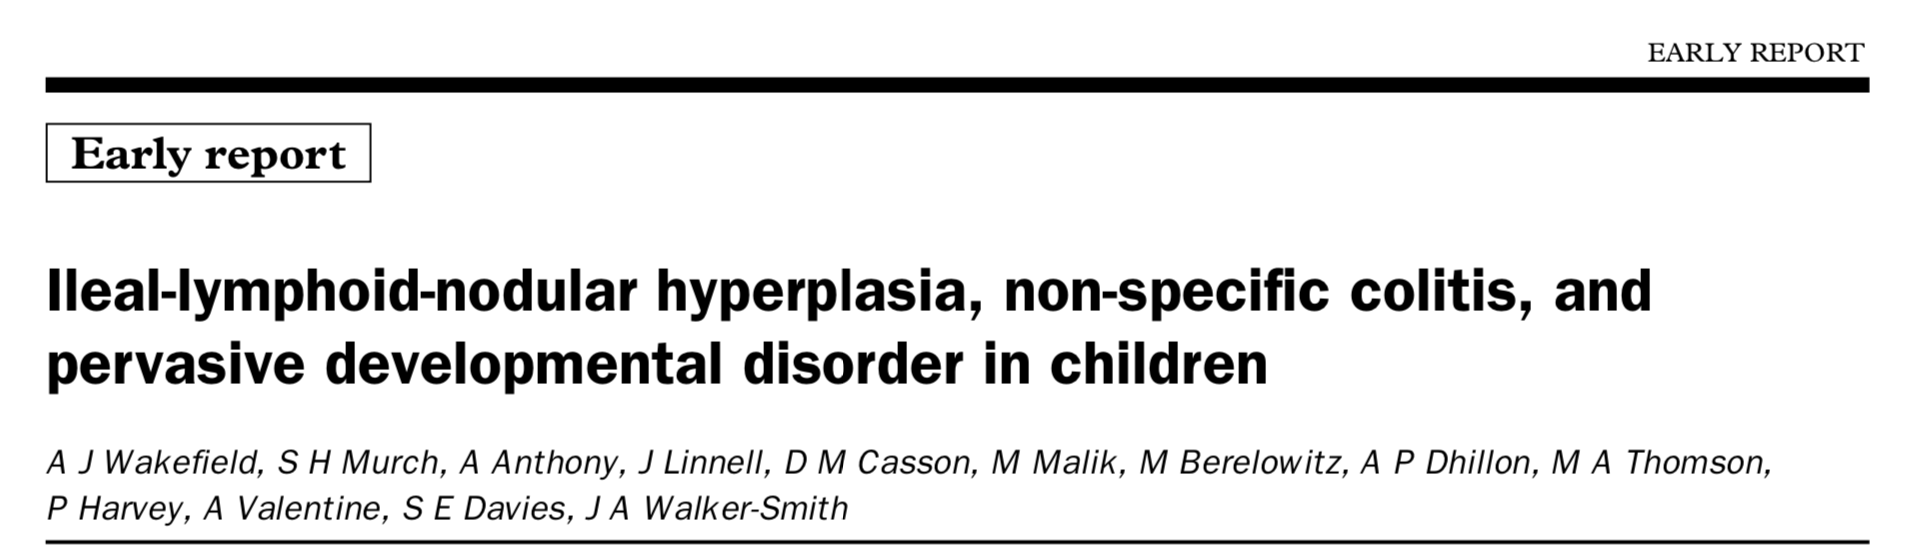 EARLY REPORT
Early report
Ileal-lymphoid-nodular hyperplasia, non-specific colitis, and
pervasive developmental disorder in children
A J Wakefield, S H Murch, A Anthony, J Linnell, D M Casson, M Malik, M Berelowitz, A P Dhillon, M A Thomson,
P Harvey, A Valentine, S E Davies, J A Walker-Smith